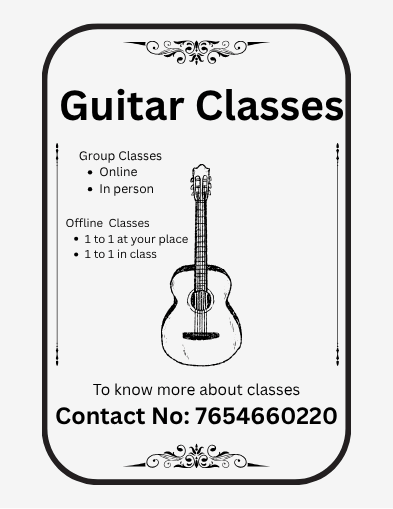 Guitar Classes
Group Classes
• Online
• In person
Offline Classes
• 1 to 1 at your place
• 1 to 1 in class
To know more about classes
Contact No: 7654660220